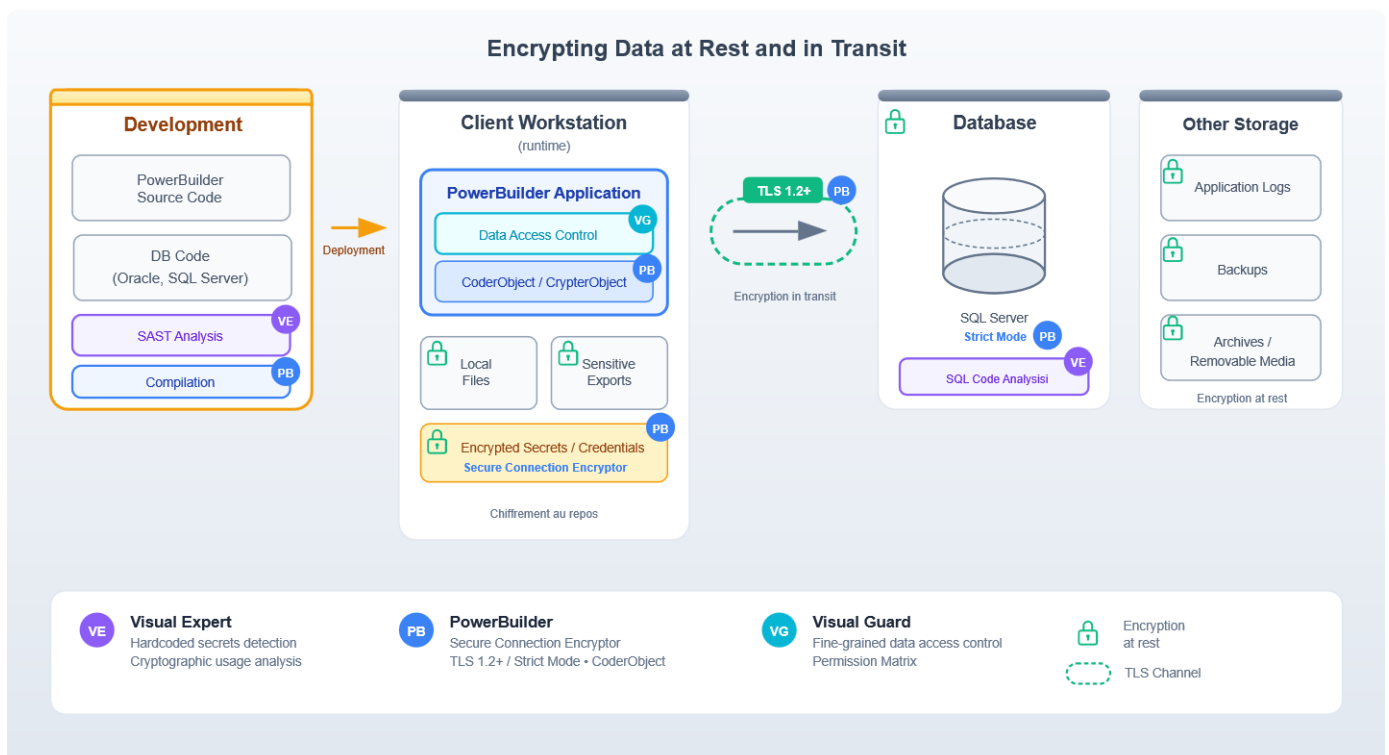 Encrypting Data at Rest and in Transit
Development
PowerBuilder
Source Code
DB Code
(Oracle, SQL Server)
VE
SAST Analysis
PB
Compilation
Deployment
Client Workstation
(runtime)
PowerBuilder Application
VG
Data Access Control
PB
CoderObject / CrypterObject
Local
Files
Sensitive
Exports
PB
Encrypted Secrets / Credentials
Secure Connection Encryptor
Chiffrement au repos
TLS 1.2+
PB
Encryption in transit
Database
SQL Server
Strict Mode
PB
VE
SQL Code Analysisi
Other Storage
Application Logs
Backups
Archives /
Removable Media
Encryption at rest
VE
Visual Expert
Hardcoded secrets detection
Cryptographic usage analysis
PB
PowerBuilder
Secure Connection Encryptor
TLS 1.2+ / Strict Mode • CoderObject
VG
Visual Guard
Fine-grained data access control
Permission Matrix
Encryption
at rest
TLS Channel